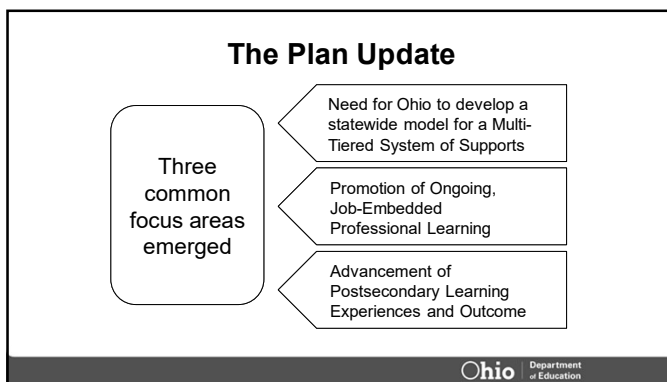 The Plan Update
Three
common
focus areas
emerged
Need for Ohio to develop a
statewide model for a Multi-
Tiered System of Supports
Promotion of Ongoing,
Job-Embedded
Professional Learning
Advancement of
Postsecondary Learning
Experiences and Outcome
Ohio
Department
of Education